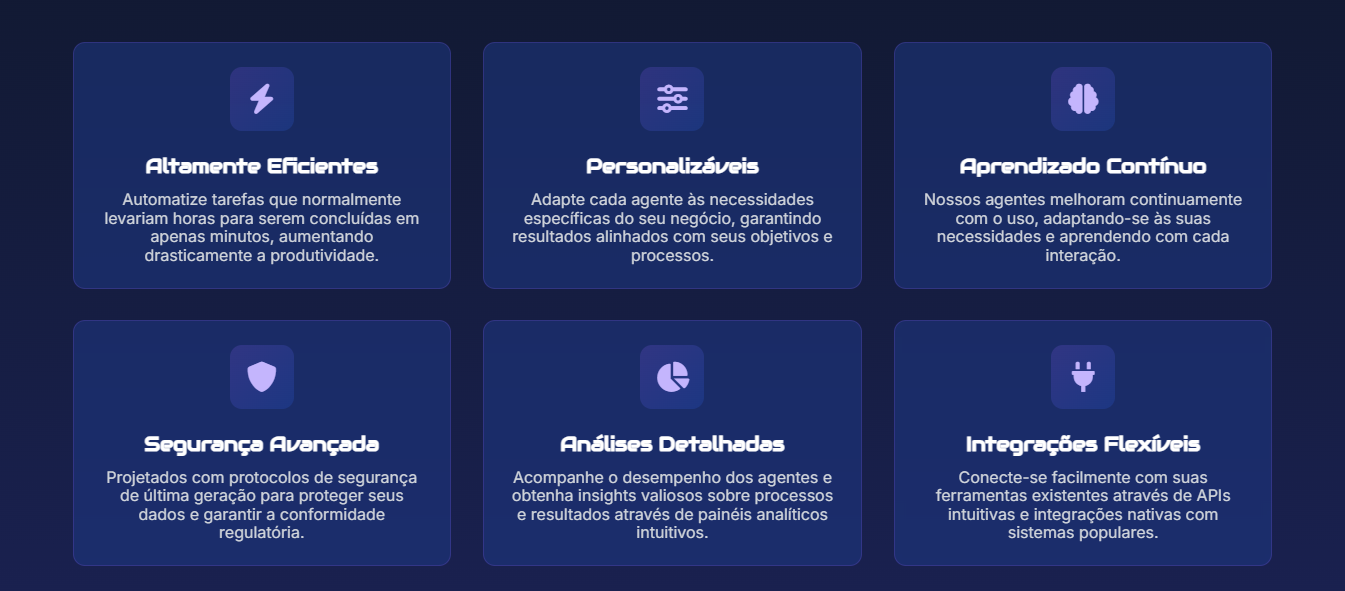 Altamente Eficientes
Automatize tarefas que normalmente
levariam horas para serem concluídas em
apenas minutos, aumentando
drasticamente a produtividade.
Personalizáveis
Adapte cada agente às necessidades
específicas do seu negócio, garantindo
resultados alinhados com seus objetivos e
processos.
Aprendizado Contínuo
Nossos agentes melhoram continuamente
com o uso, adaptando-se às suas
necessidades e aprendendo com cada
interação.
Segurança Avançada
Projetados com protocolos de segurança
de última geração para proteger seus
dados e garantir a conformidade
regulatória.
Análises Detalhadas
Acompanhe o desempenho dos agentes e
obtenha insights valiosos sobre processos
e resultados através de painéis analíticos
intuitivos.
Integrações Flexíveis
Conecte-se facilmente com suas
ferramentas existentes através de APIs
intuitivas e integrações nativas com
sistemas populares.